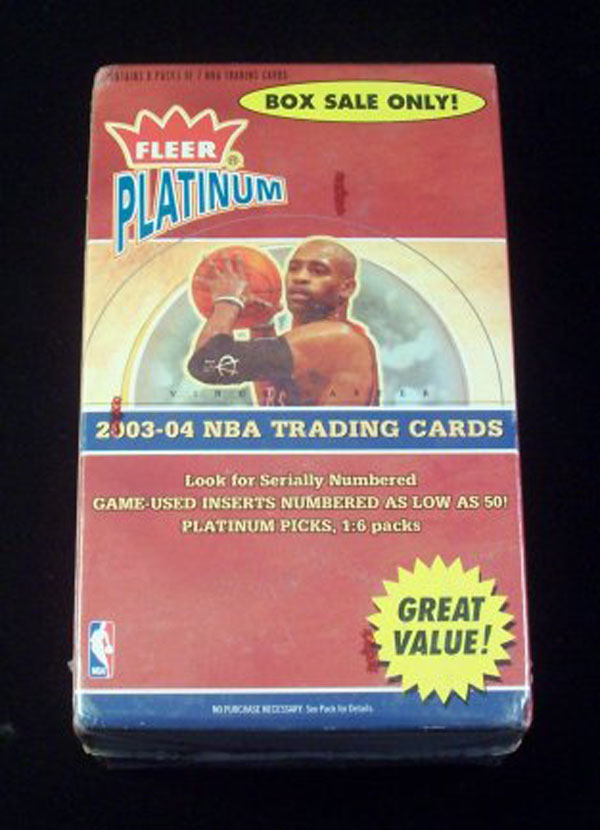 CONTAINS 8 PACKS OF 7 NBA TRADING CARDS
BOX SALE ONLY!
FLEER ®
PLATINUM
VINCE CARTER
2003-04 NBA TRADING CARDS
Look for Serially Numbered
GAME-USED INSERTS NUMBERED AS LOW AS 50!
PLATINUM PICKS, 1:6 packs
GREAT
VALUE!
NBA
NO PURCHASE NECESSARY See Pack for Details